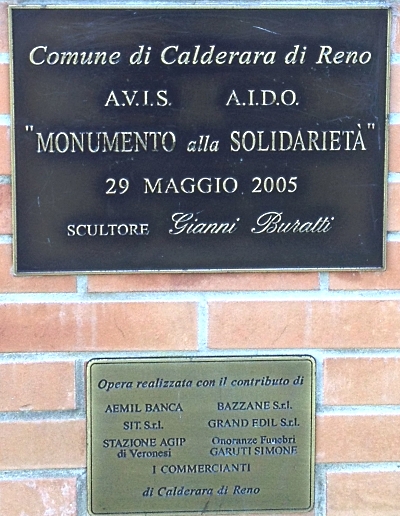 Comune di Calderara di Reno
A.V.I.S. A.I.D.O.
"MONUMENTO alla SOLIDARIETÀ"
29 MAGGIO 2005
SCULTORE Gianni Buratti
Opera realizzata con il contributo di
AEMIL BANCA BAZZANE S.r.l.
SIT. S.r.l. GRAND EDIL S.r.l.
STAZIONE AGIP Onoranze Funebri
di Veronesi GARUTI SIMONE
I COMMERCIANTI
di Calderara di Reno